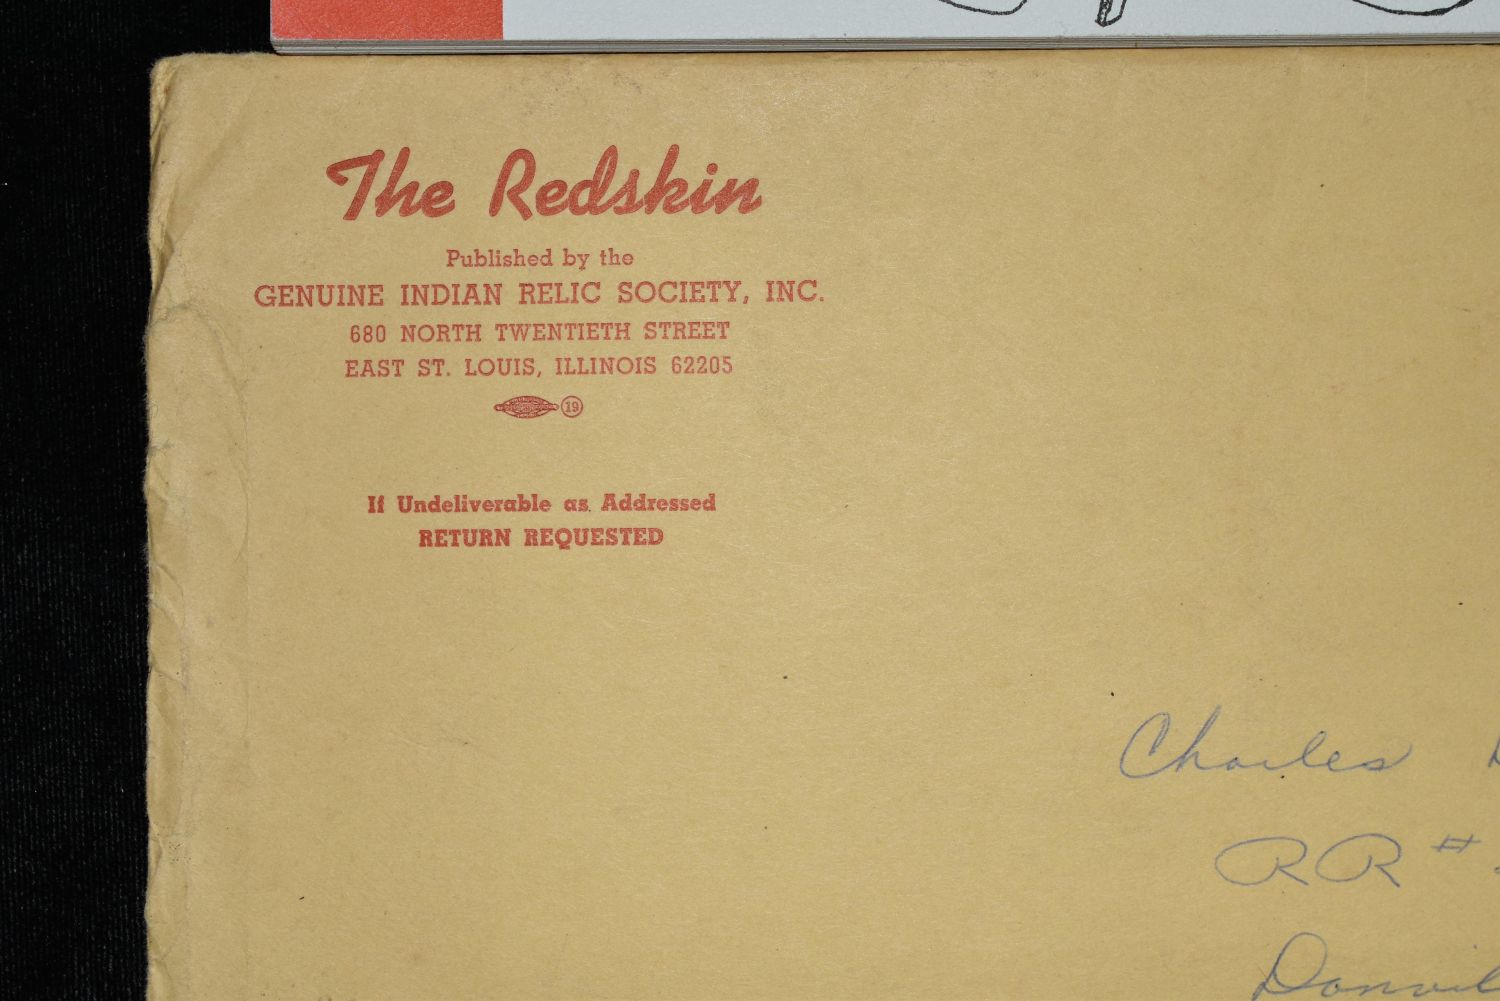 The Redskin
Published by the
GENUINE INDIAN RELIC SOCIETY, INC.
680 NORTH TWENTIETH STREET
EAST ST. LOUIS, ILLINOIS 62205
19
If Undeliverable as Addressed
RETURN REQUESTED
Charles
RR #